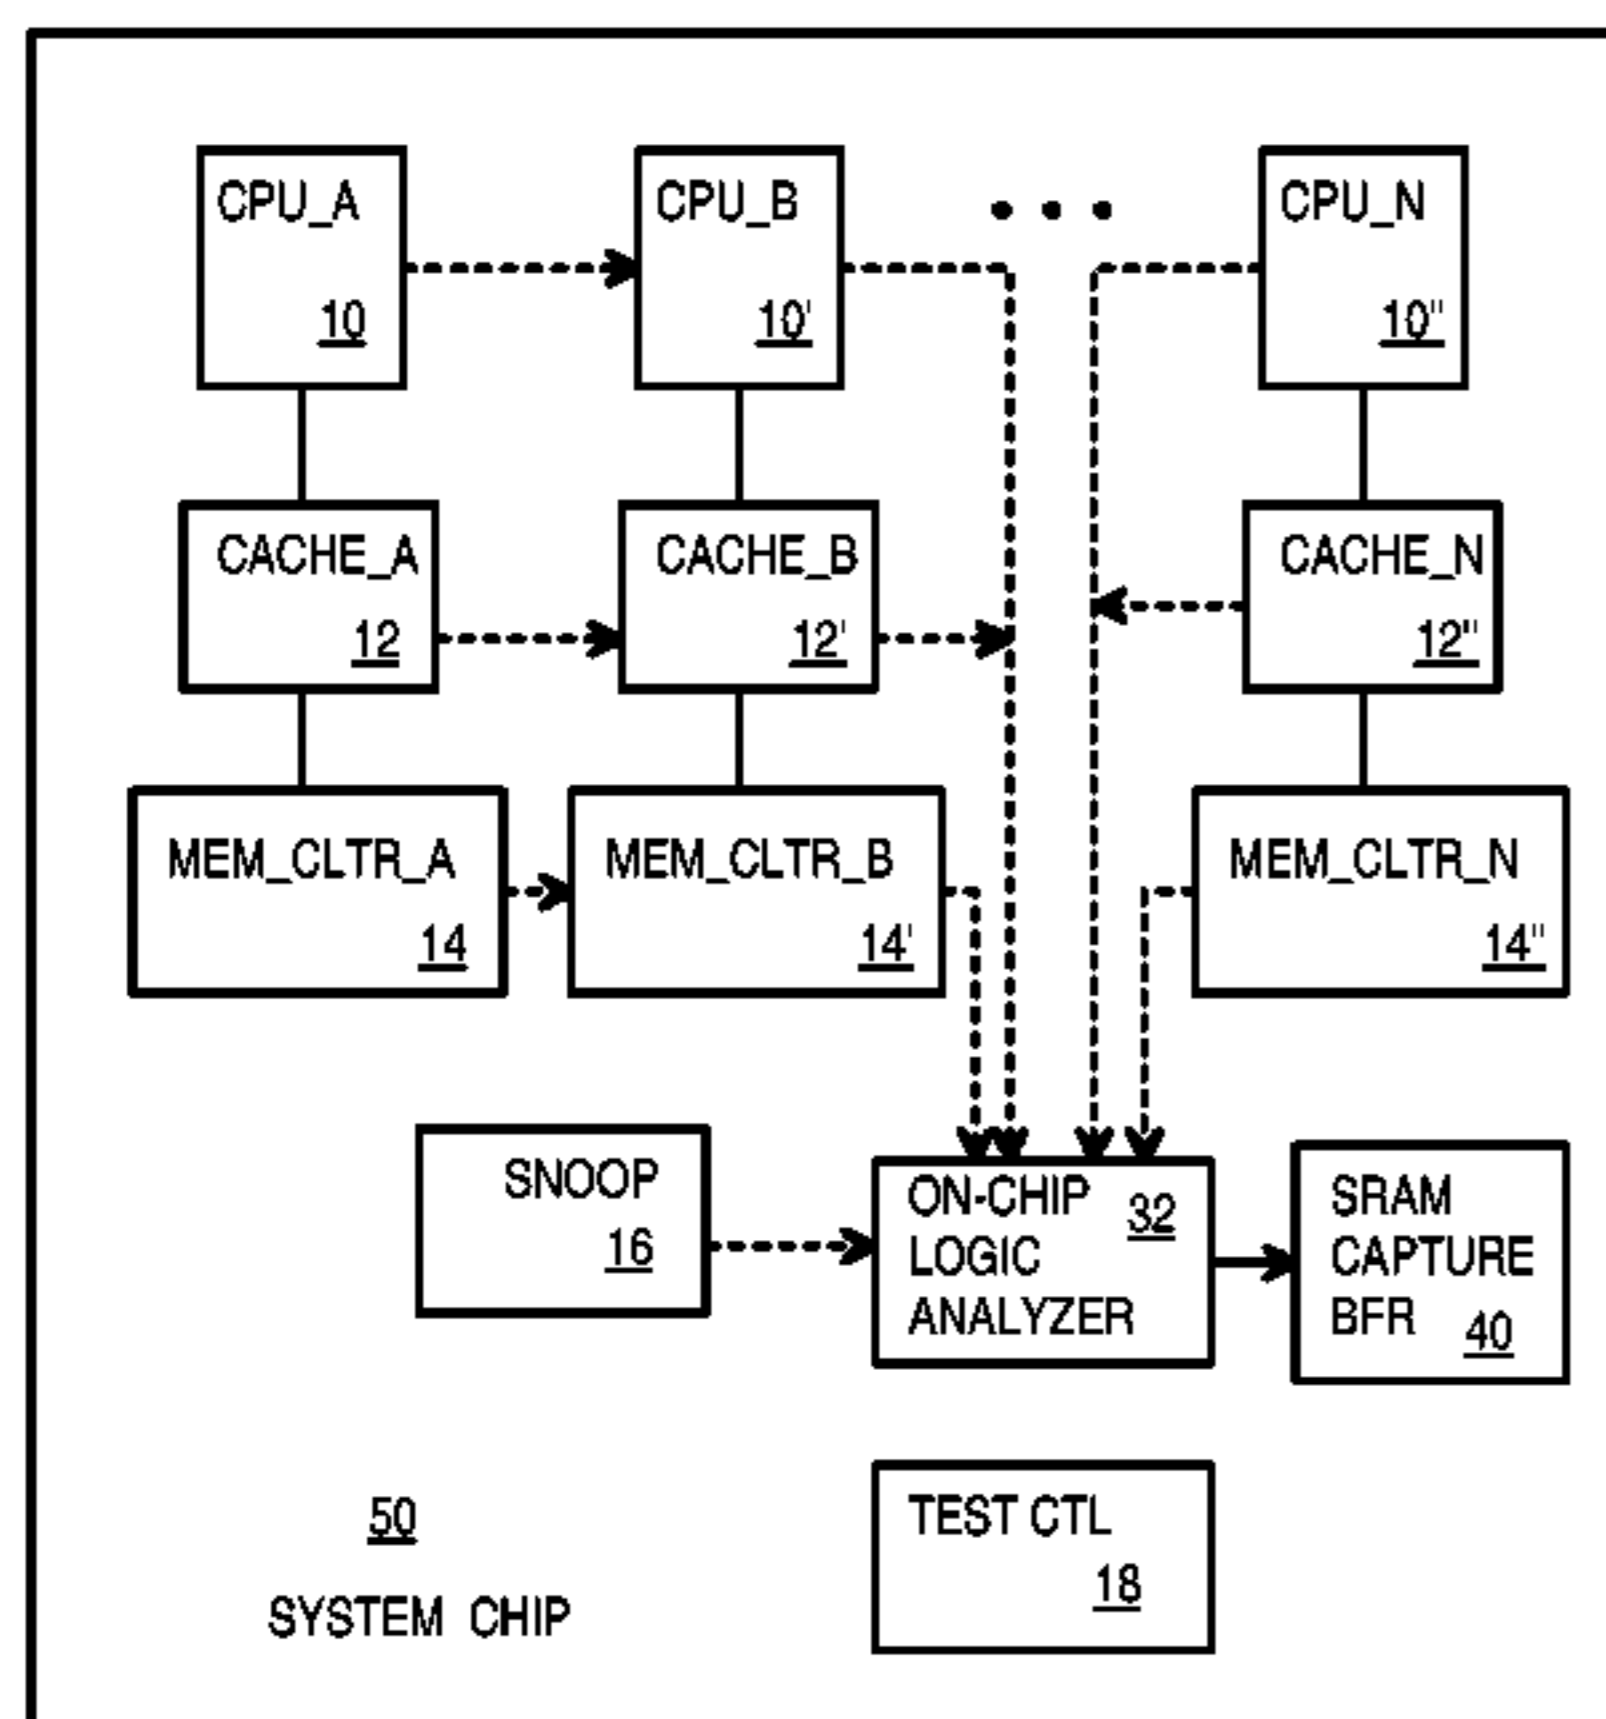 CPU_A
10
CPU_B
10'
• • •
CPU_N
10"
CACHE_A
12
CACHE_B
12'
CACHE_N
12"
MEM_CLTR_A
14
MEM_CLTR_B
14'
MEM_CLTR_N
14"
SNOOP
16
ON-CHIP
LOGIC
ANALYZER
32
SRAM
CAPTURE
BFR
40
TEST CTL
18
50
SYSTEM CHIP